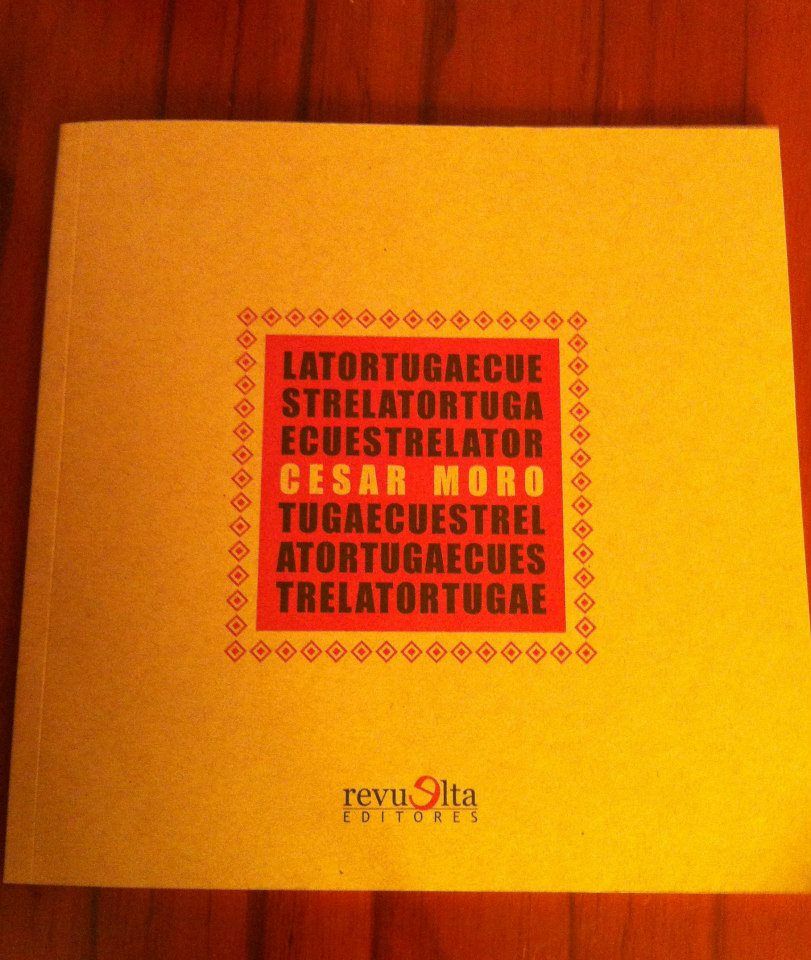 LATORTUGAECUE
STRELATORTUGA
ECUESTRELATOR
CESAR MORO
TUGAECUESTREL
ATORTUGAECUES
TRELATORTUGAE
revuelta
EDITORES